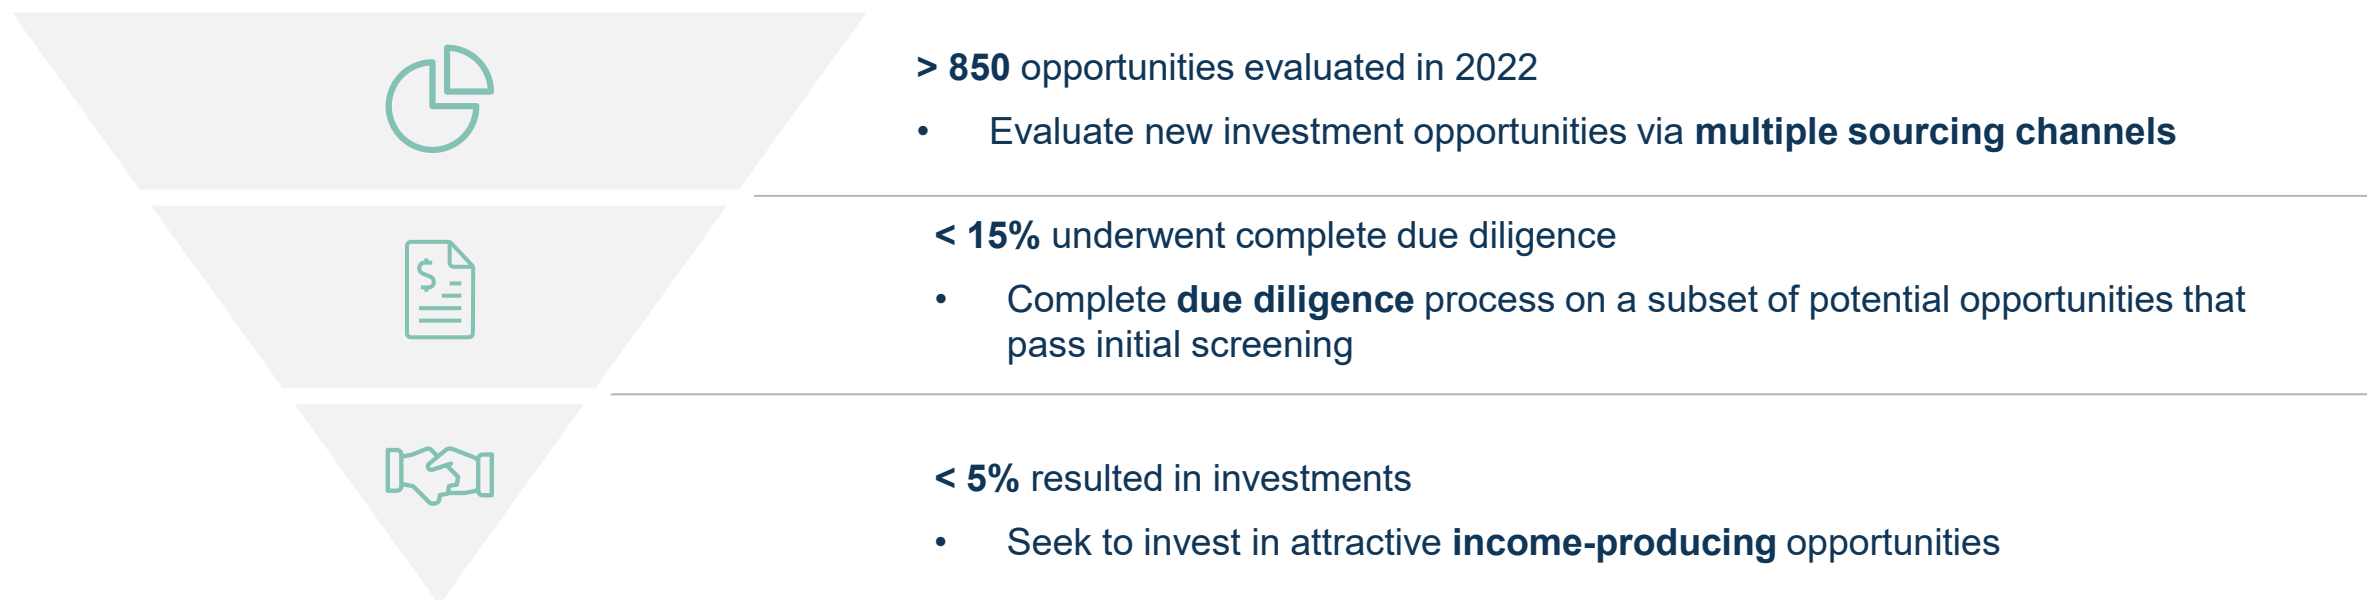 > 850 opportunities evaluated in 2022
• Evaluate new investment opportunities via multiple sourcing channels
$
< 15% underwent complete due diligence
• Complete due diligence process on a subset of potential opportunities that
pass initial screening
< 5% resulted in investments
• Seek to invest in attractive income-producing opportunities